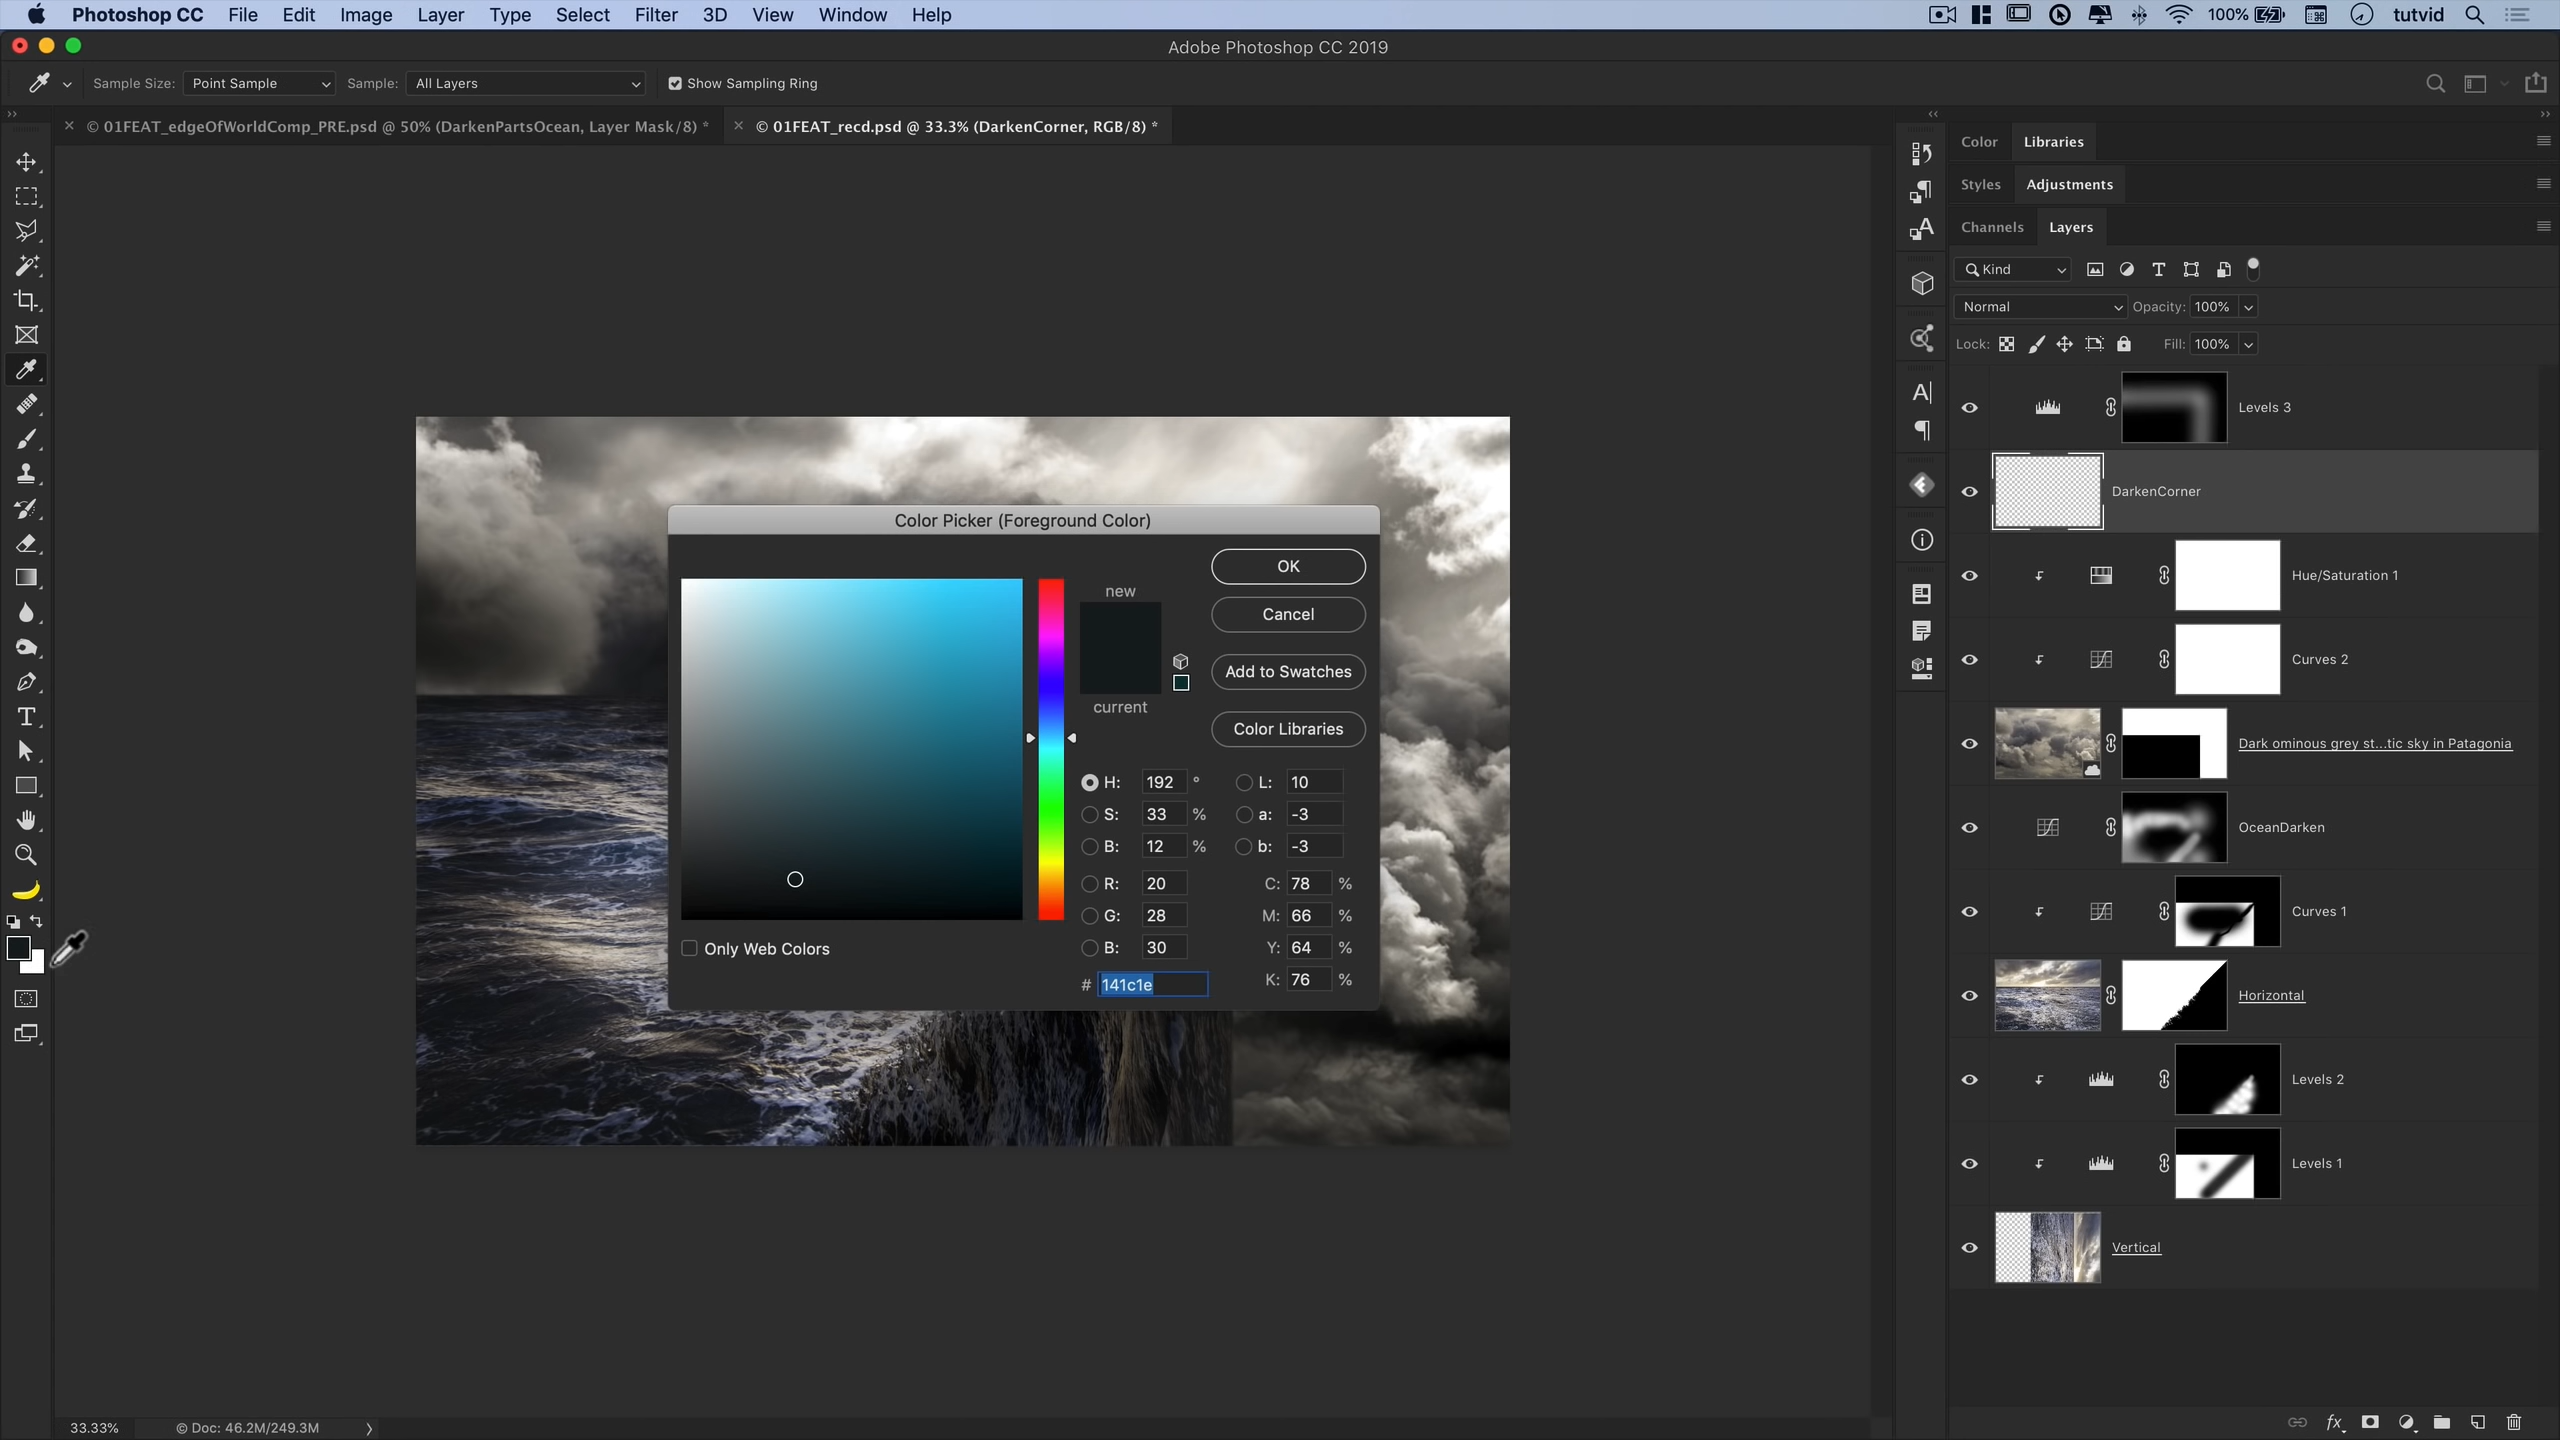 Photoshop CC File Edit Image Layer Type Select Filter 3D View Window Help 100% tutvid
Adobe Photoshop CC 2019
Sample Size: Point Sample Sample: All Layers Show Sampling Ring
© 01FEAT_edgeOfWorldComp_PRE.psd @ 50% (DarkenPartsOcean, Layer Mask/8) *
© 01FEAT_recd.psd @ 33.3% (DarkenCorner, RGB/8) *
Color Libraries
Styles Adjustments
Channels Layers
Kind
Normal Opacity: 100%
Lock: Fill: 100%
Levels 3
DarkenCorner
Hue/Saturation 1
Curves 2
Dark ominous grey st...tic sky in Patagonia
OceanDarken
Curves 1
Horizontal
Levels 2
Levels 1
Vertical
Color Picker (Foreground Color)
new
current
OK
Cancel
Add to Swatches
Color Libraries
H: 192 ° L: 10
S: 33 % a: -3
B: 12 % b: -3
R: 20 C: 78 %
G: 28 M: 66 %
B: 30 Y: 64 %
# 141c1e K: 76 %
Only Web Colors
33.33% © Doc: 46.2M/249.3M